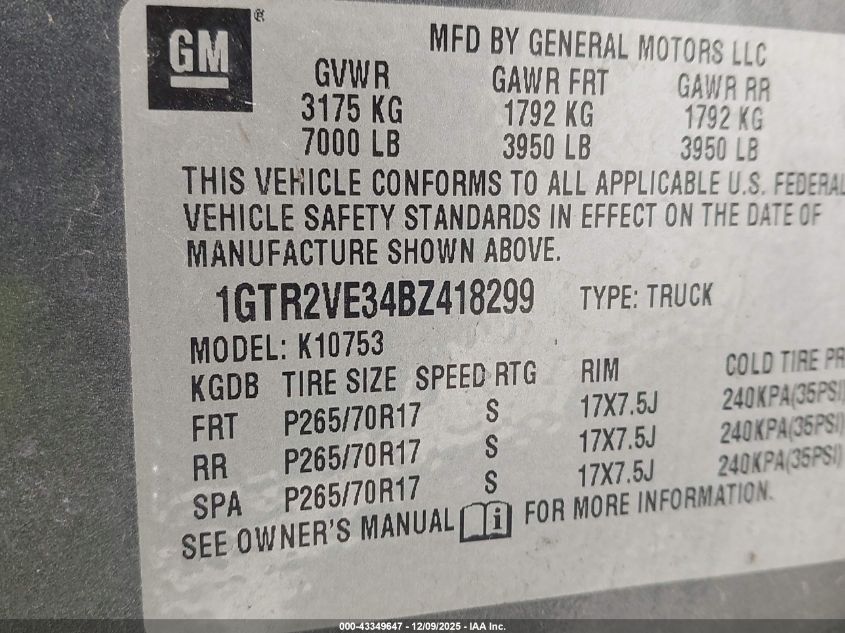 GM ®
MFD BY GENERAL MOTORS LLC
GVWR GAWR FRT GAWR RR
3175 KG 1792 KG 1792 KG
7000 LB 3950 LB 3950 LB
THIS VEHICLE CONFORMS TO ALL APPLICABLE U.S. FEDERAL
VEHICLE SAFETY STANDARDS IN EFFECT ON THE DATE OF
MANUFACTURE SHOWN ABOVE.
1GTR2VE34BZ418299 TYPE: TRUCK
MODEL: K10753
KGDB TIRE SIZE SPEED RTG RIM COLD TIRE PR
FRT P265/70R17 S 17X7.5J 240KPA(35PSI)
RR P265/70R17 S 17X7.5J 240KPA(35PSI)
SPA P265/70R17 S 17X7.5J 240KPA(35PSI)
SEE OWNER'S MANUAL i FOR MORE INFORMATION.
000-43349647 - 12/09/2025 - IAA Inc.